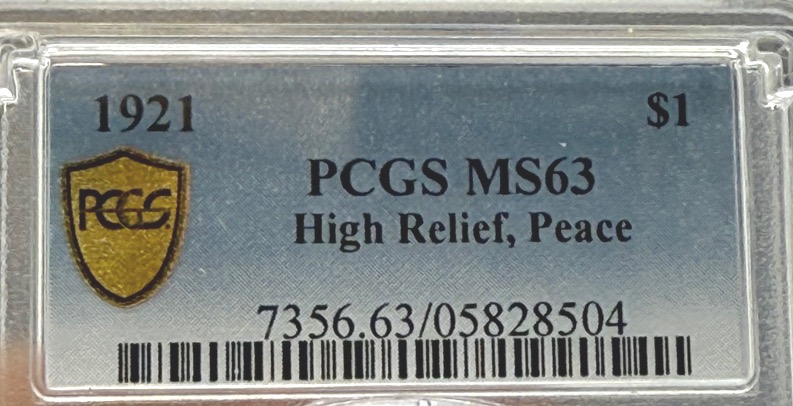 1921 $1
PCGS
PCGS MS63
High Relief, Peace
7356.63/05828504